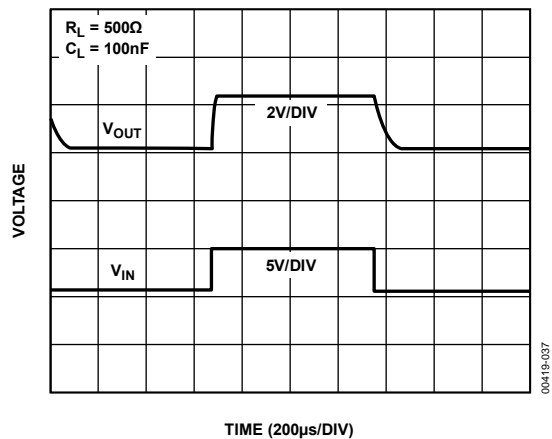 R_L = 500Ω
C_L = 100nF
2V/DIV
V_OUT
VOLTAGE
V_IN
5V/DIV
00419-037
TIME (200µs/DIV)